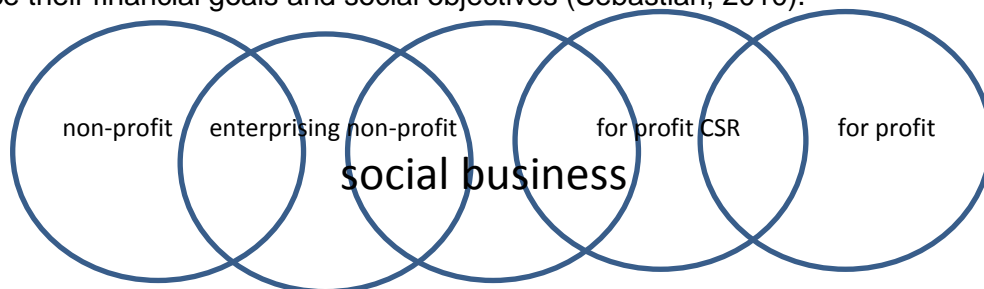 their financial goals and social objectives (Sebastian, 2010).
non-profit enterprising non-profit for profit CSR for profit
social business